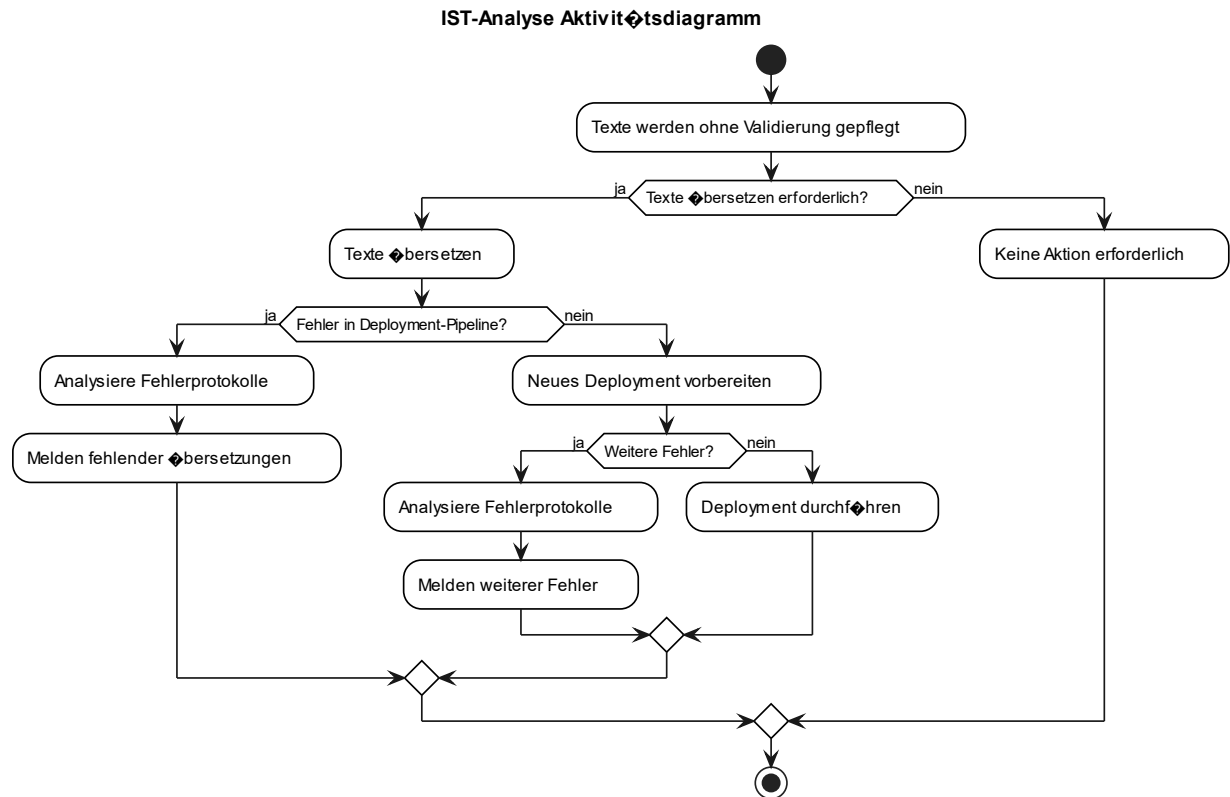 IST-Analyse Aktivit�tsdiagramm
Texte werden ohne Validierung gepflegt
ja
Texte �bersetzen erforderlich?
nein
Texte �bersetzen
Keine Aktion erforderlich
ja
Fehler in Deployment-Pipeline?
nein
Analysiere Fehlerprotokolle
Neues Deployment vorbereiten
Melden fehlender �bersetzungen
ja
Weitere Fehler?
nein
Analysiere Fehlerprotokolle
Deployment durchf�hren
Melden weiterer Fehler